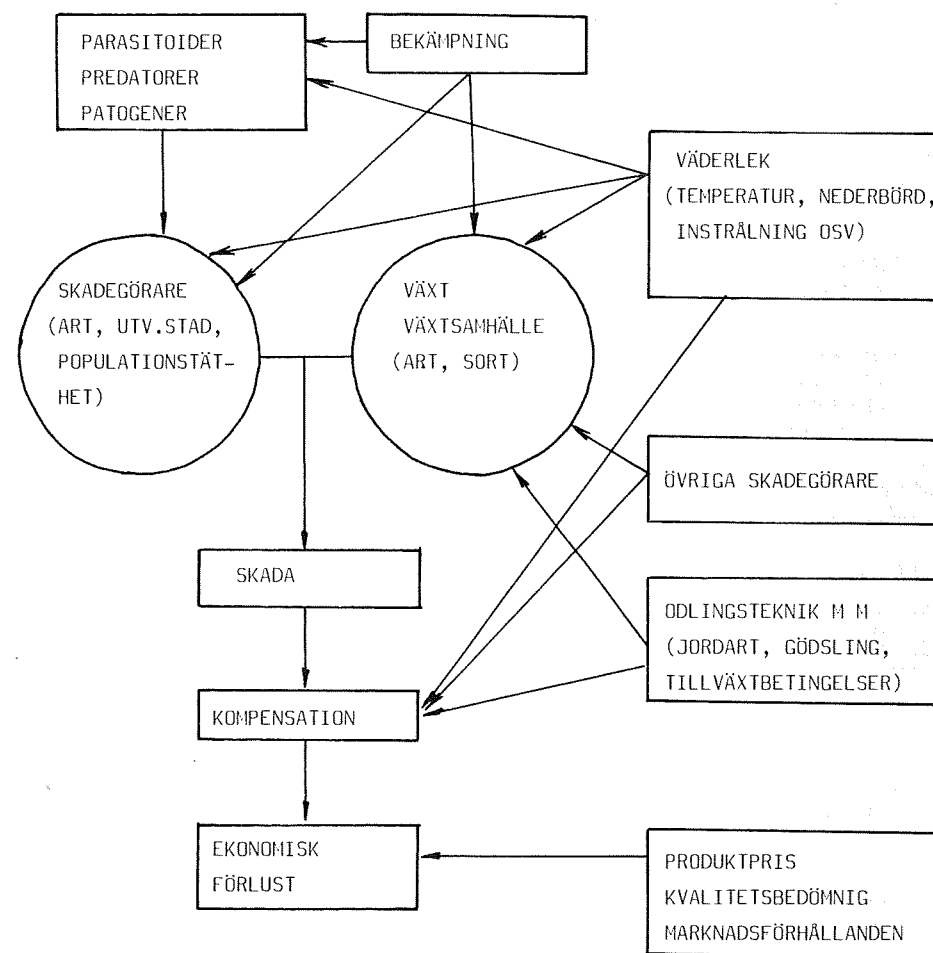 PARASITOIDER
PREDATORER
PATOGENER
BEKÄMPNING
VÄDERLEK
(TEMPERATUR, NEDERBÖRD,
INSTRÅLNING OSV)
SKADEGÖRARE
(ART, UTV.STAD,
POPULATIONSTÄT-
HET)
VÄXT
VÄXTSAMHÄLLE
(ART, SORT)
ÖVRIGA SKADEGÖRARE
SKADA
ODLINGSTEKNIK M M
(JORDART, GÖDSLING,
TILLVÄXTBETINGELSER)
KOMPENSATION
EKONOMISK
FÖRLUST
PRODUKTPRIS
KVALITETSBEDÖMNIG
MARKNADSFÖRHÅLLANDEN